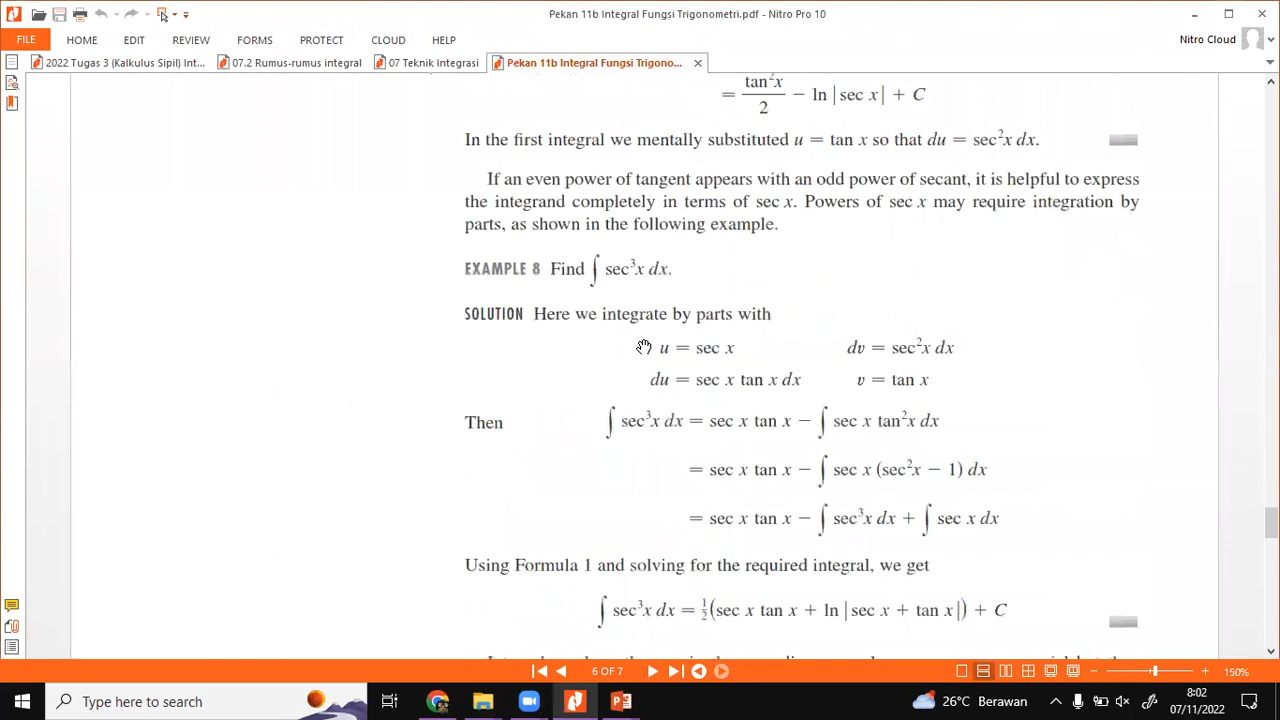 Pekan 11b Integral Fungsi Trigonometri.pdf - Nitro Pro 10
FILE HOME EDIT REVIEW FORMS PROTECT CLOUD HELP Nitro Cloud
2022 Tugas 3 (Kalkulus Sipil) Int... 07.2 Rumus-rumus integral 07 Teknik Integrasi Pekan 11b Integral Fungsi Trigono... ×
= tan²x / 2 − ln |sec x| + C
In the first integral we mentally substituted u = tan x so that du = sec²x dx.
If an even power of tangent appears with an odd power of secant, it is helpful to express
the integrand completely in terms of sec x. Powers of sec x may require integration by
parts, as shown in the following example.
EXAMPLE 8 Find ∫ sec³x dx.
SOLUTION Here we integrate by parts with
u = sec x dv = sec²x dx
du = sec x tan x dx v = tan x
Then ∫ sec³x dx = sec x tan x − ∫ sec x tan²x dx
= sec x tan x − ∫ sec x (sec²x − 1) dx
= sec x tan x − ∫ sec³x dx + ∫ sec x dx
Using Formula 1 and solving for the required integral, we get
∫ sec³x dx = ½(sec x tan x + ln |sec x + tan x|) + C
6 OF 7 150%
Type here to search 26°C Berawan 8:02
07/11/2022